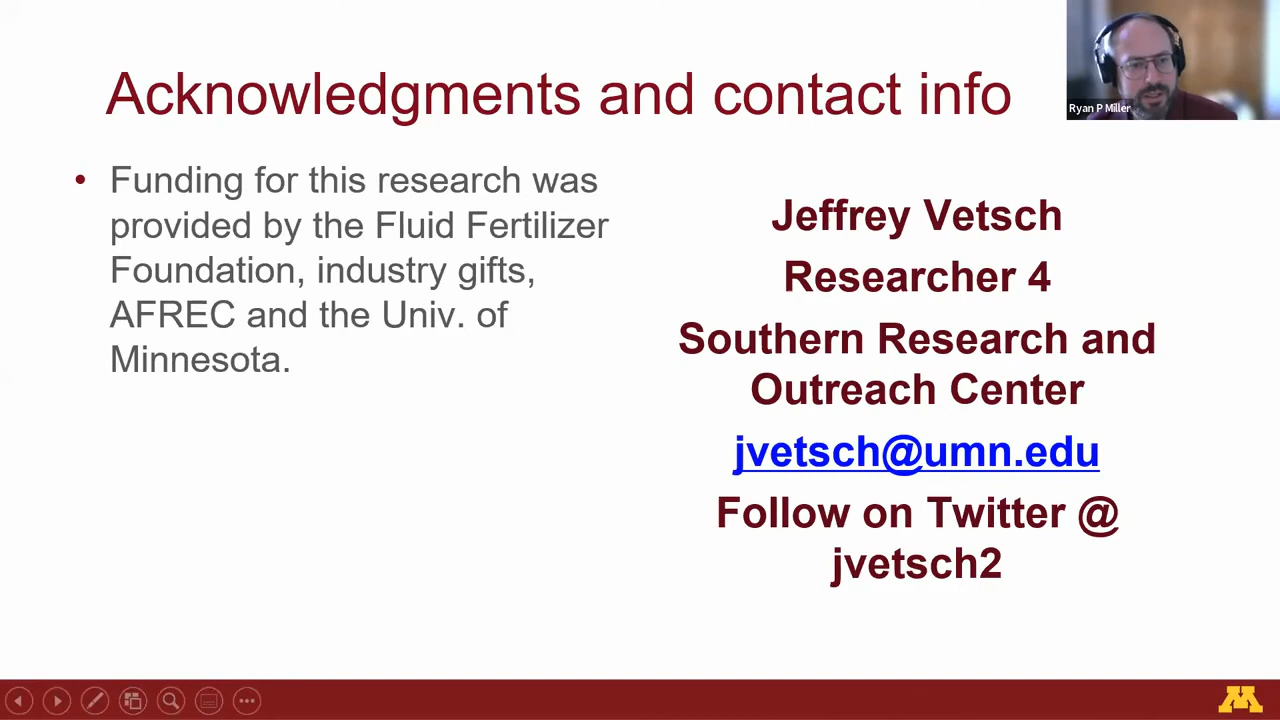 Acknowledgments and contact info
Ryan P Miller
• Funding for this research was
provided by the Fluid Fertilizer
Foundation, industry gifts,
AFREC and the Univ. of
Minnesota.
Jeffrey Vetsch
Researcher 4
Southern Research and
Outreach Center
jvetsch@umn.edu
Follow on Twitter @
jvetsch2
M